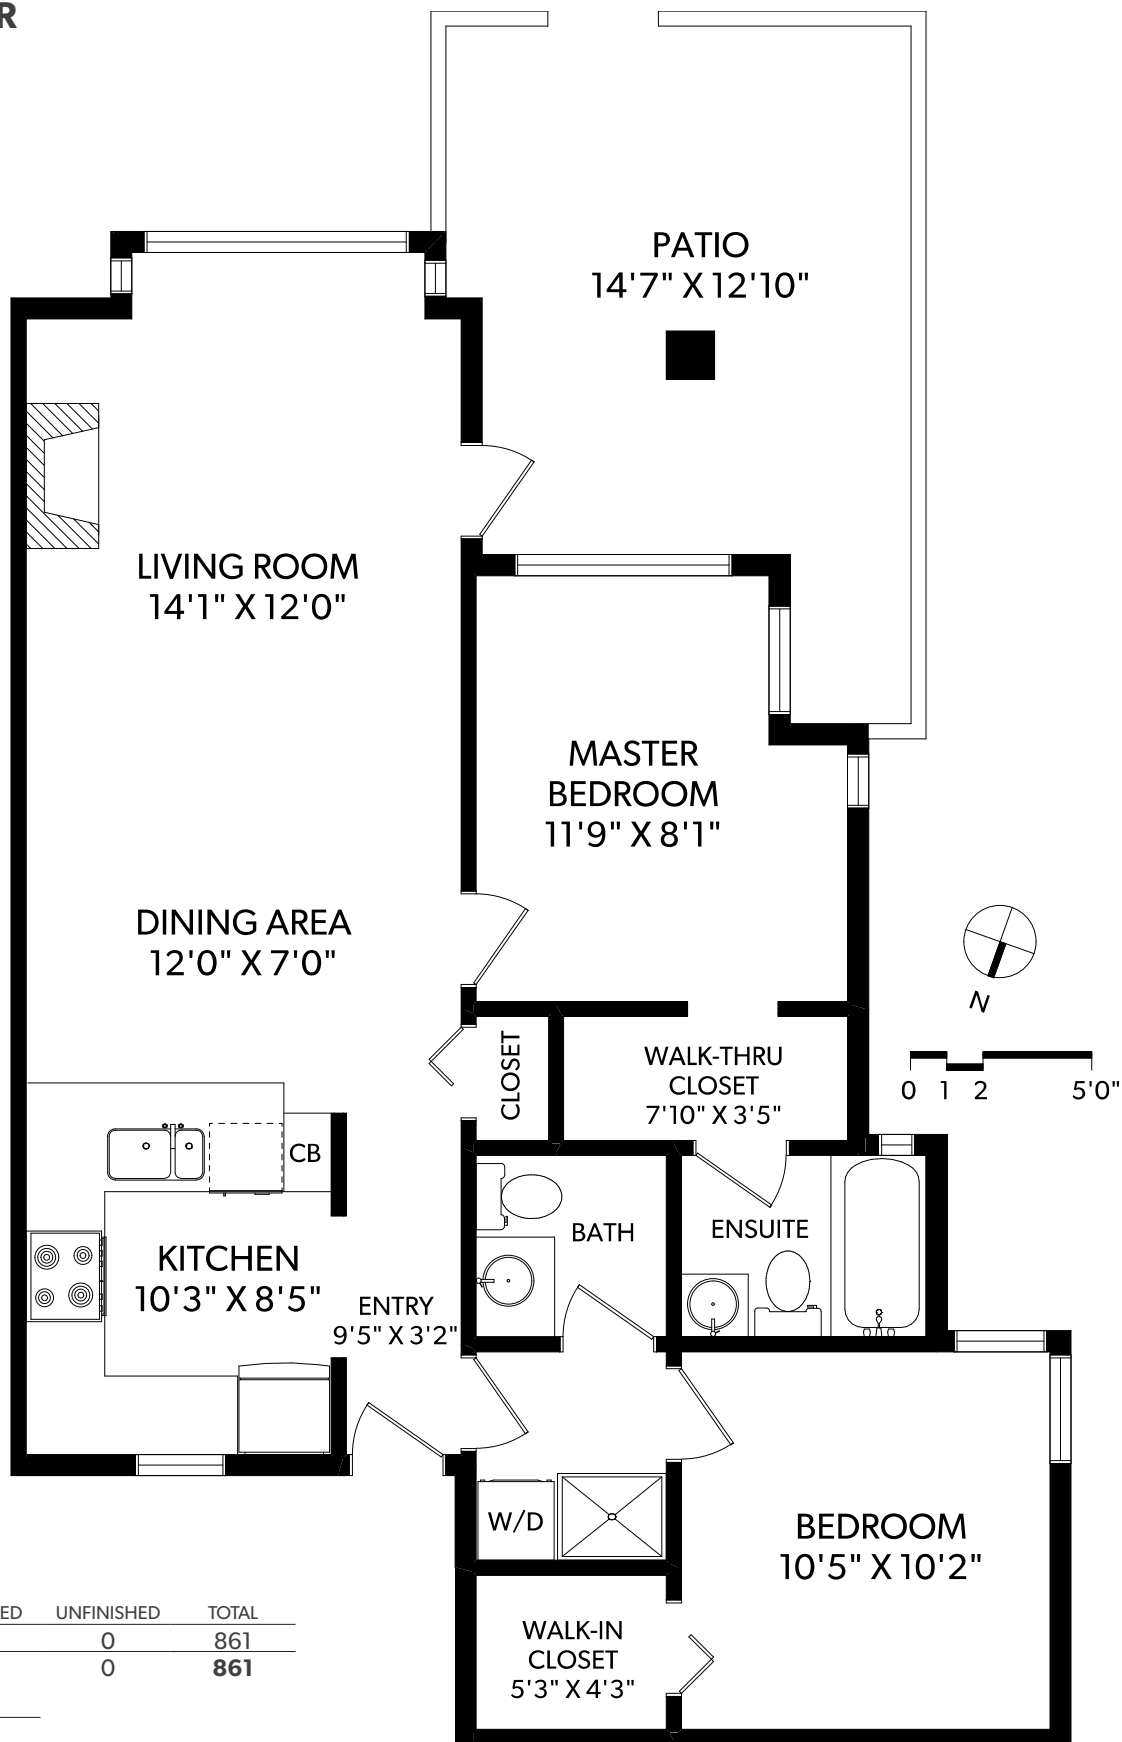 R
PATIO
14'7" X 12'10"
LIVING ROOM
14'1" X 12'0"
MASTER
BEDROOM
11'9" X 8'1"
DINING AREA
12'0" X 7'0"
N
0 1 2 5'0"
CLOSET
WALK-THRU
CLOSET
7'10" X 3'5"
CB
BATH
ENSUITE
KITCHEN
10'3" X 8'5"
ENTRY
9'5" X 3'2"
W/D
BEDROOM
10'5" X 10'2"
WALK-IN
CLOSET
5'3" X 4'3"
ED UNFINISHED TOTAL
0 861
0 861